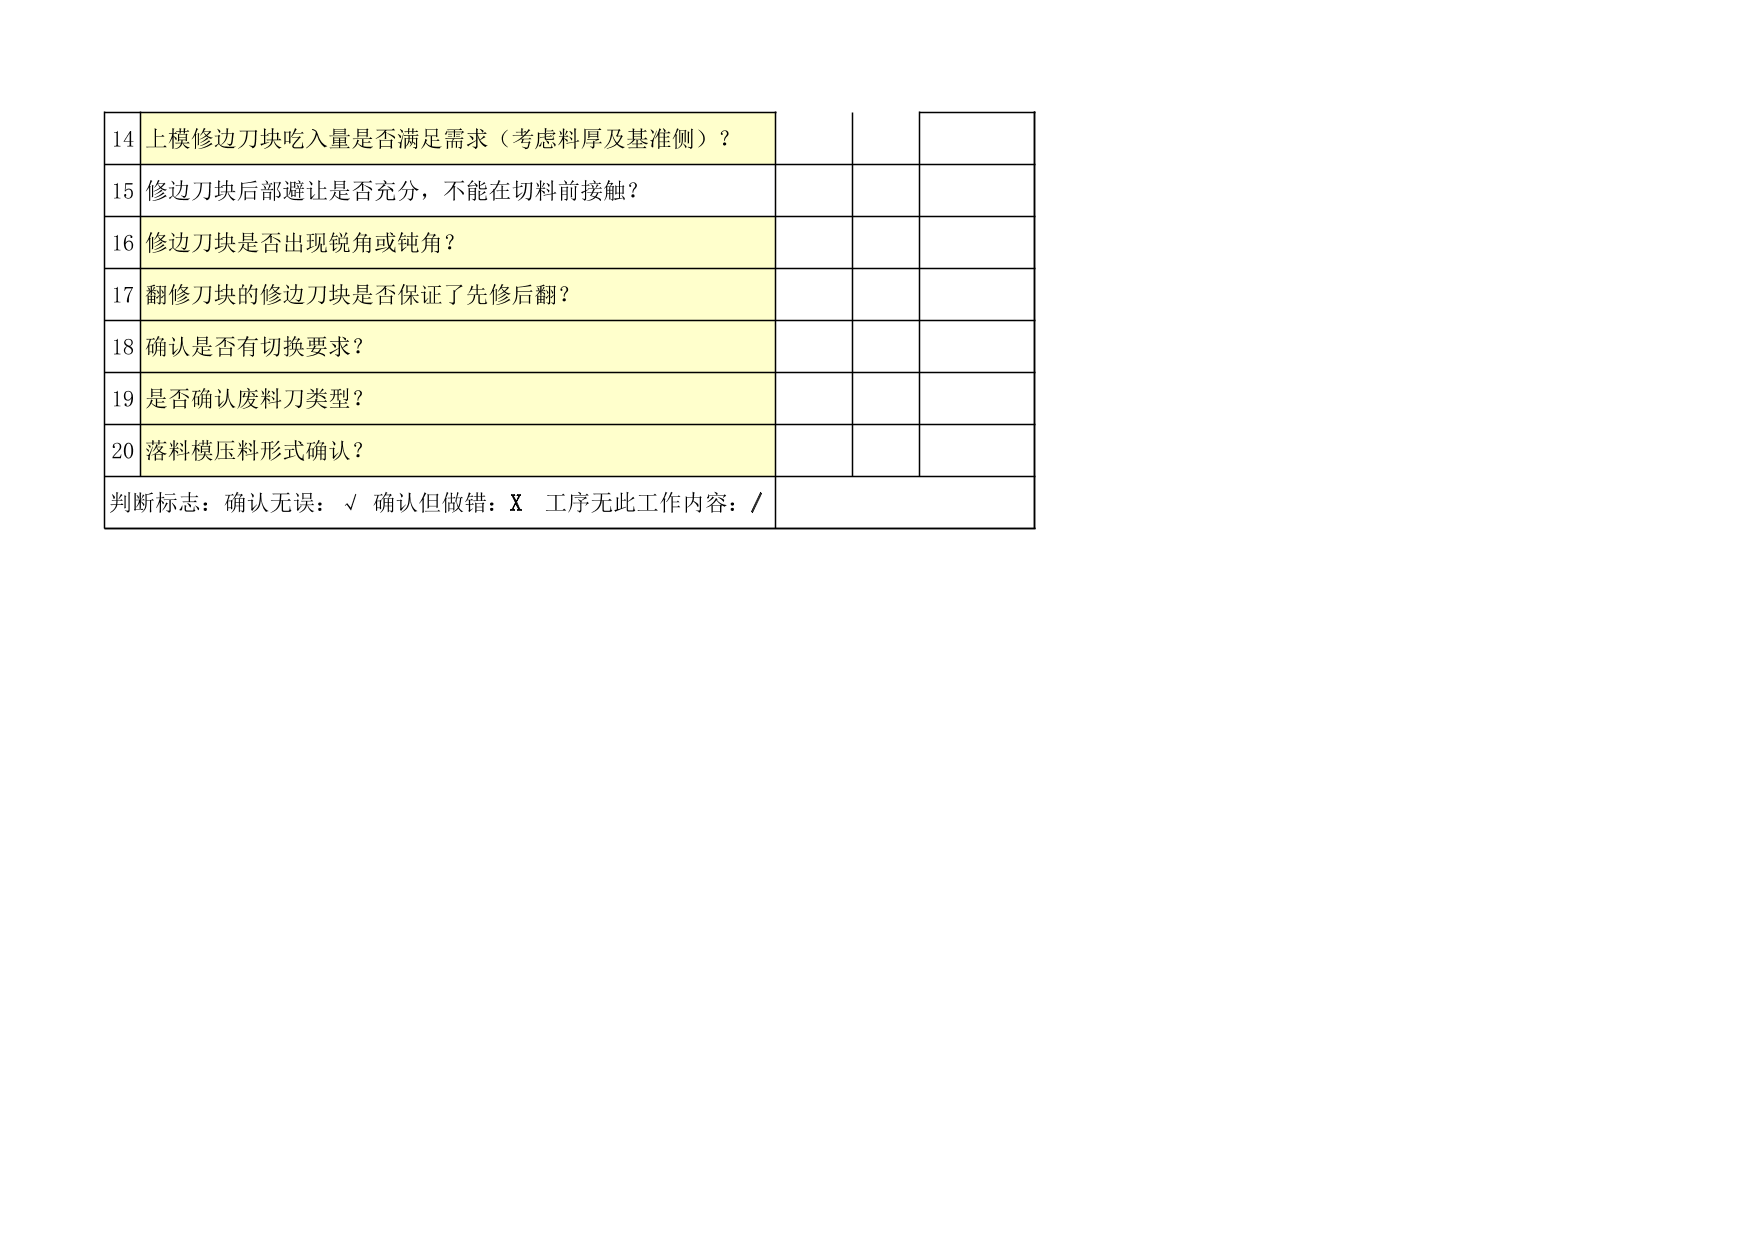 14 上模修边刀块吃入量是否满足需求（考虑料厚及基准侧）？
15 修边刀块后部避让是否充分，不能在切料前接触？
16 修边刀块是否出现锐角或钝角？
17 翻修刀块的修边刀块是否保证了先修后翻？
18 确认是否有切换要求？
19 是否确认废料刀类型？
20 落料模压料形式确认？
判断标志：确认无误：√ 确认但做错：X 工序无此工作内容：/